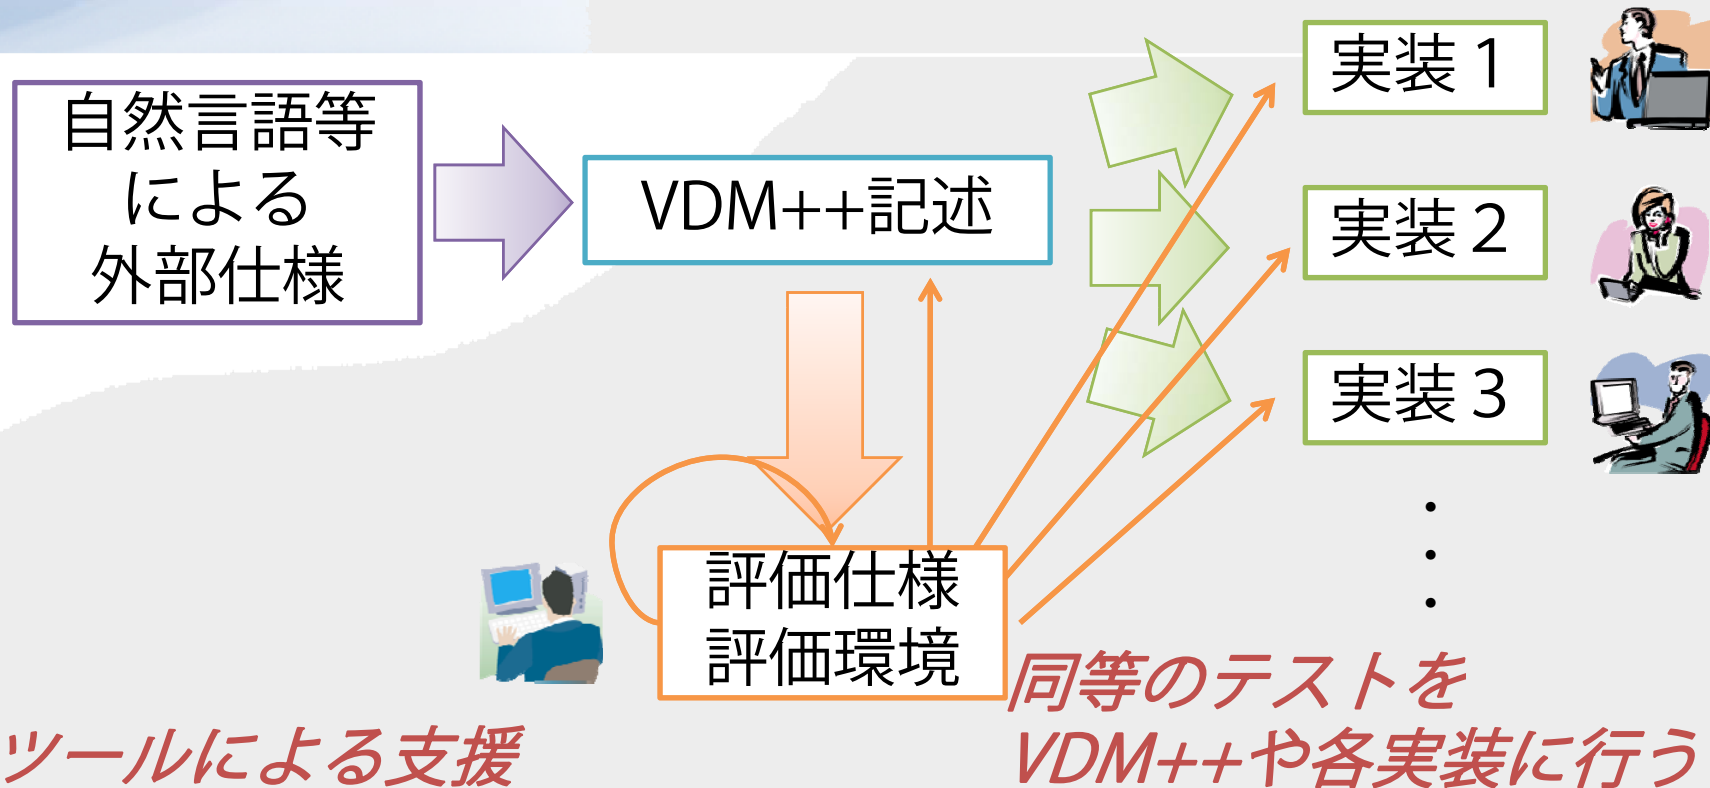 自然言語等
による
外部仕様
VDM++記述
実装1
実装2
実装3
・
・
・
評価仕様
評価環境
同等のテストを
VDM++や各実装に行う
ツールによる支援